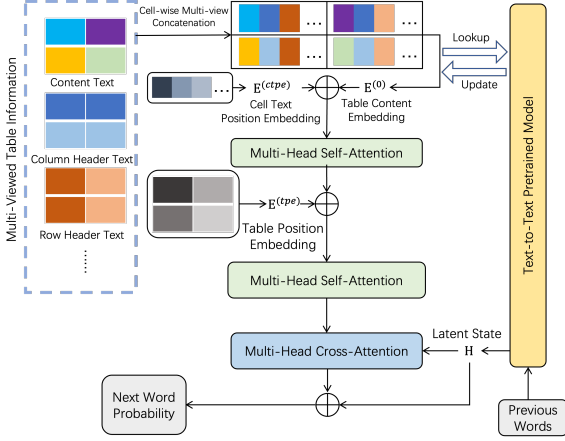 Multi-Viewed Table Information
Content Text
Column Header Text
Row Header Text
......
Cell-wise Multi-view
Concatenation
...
...
...
...
Lookup
Update
...
E^(ctpe)
Cell Text
Position Embedding
E^(0)
Table Content
Embedding
Multi-Head Self-Attention
E^(tpe)
Table Position
Embedding
Multi-Head Self-Attention
Multi-Head Cross-Attention
Latent State
H
Text-to-Text Pretrained Model
Next Word
Probability
Previous
Words